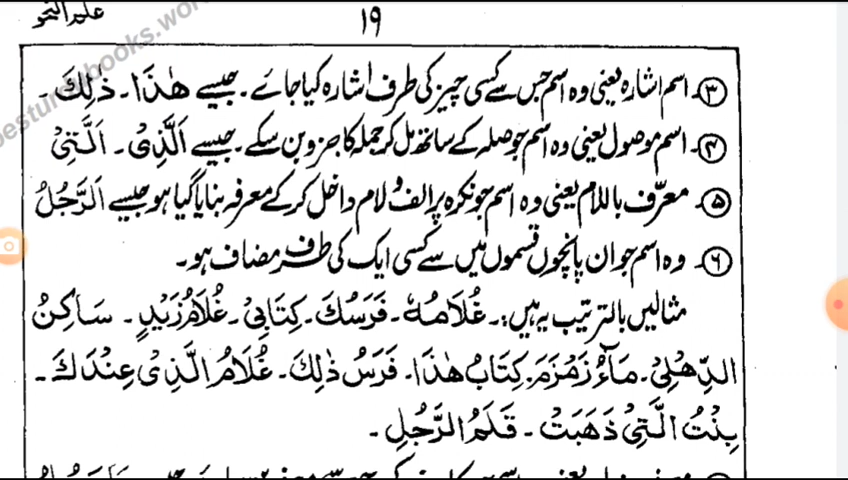 علم النحو
۱۹
③۔ اسم اشارہ یعنی وہ اسم جس سے کسی چیز کی طرف اشارہ کیا جائے۔ جیسے هٰذَا۔ ذٰلِكَ۔
④۔ اسم موصول یعنی وہ اسم جو صلہ کے ساتھ مل کر جملہ کا جزو بن سکے۔ جیسے اَلَّذِیْ۔ اَلَّتِیْ
⑤۔ معرّف باللام یعنی وہ اسم جو نکرہ پر الف و لام داخل کر کے معرفہ بنایا گیا ہو جیسے اَلرَّجُلُ
⑥۔ وہ اسم جو ان پانچوں قسموں میں سے کسی ایک کی طرف مضاف ہو۔
مثالیں بالترتیب یہ ہیں:۔ غُلَامُهٗ۔ فَرَسُكَ۔ كِتَابِیْ۔ غُلَامُ زَیْدٍ۔ سَاكِنُ
الدِّهْلِیْ۔ مَآءُ زَمْزَمَ۔ كِتَابُ هٰذَا۔ فَرَسُ ذٰلِكَ۔ غُلَامُ الَّذِیْ عِنْدَكَ۔
بِنْتُ الَّتِیْ ذَهَبَتْ۔ قَلَمُ الرَّجُلِ۔